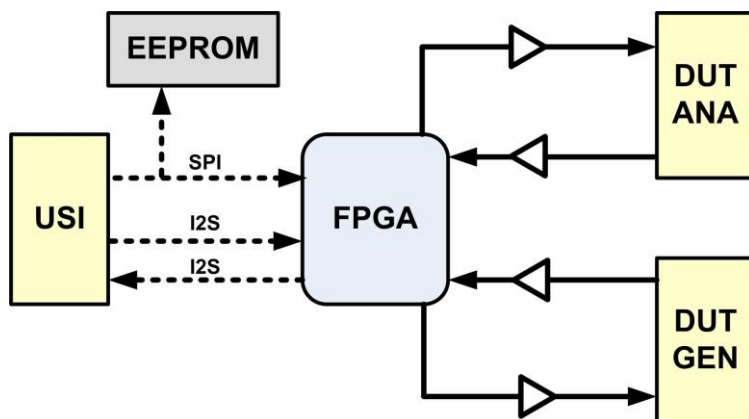 EEPROM
DUT
ANA
SPI
USI
I2S
FPGA
I2S
DUT
GEN